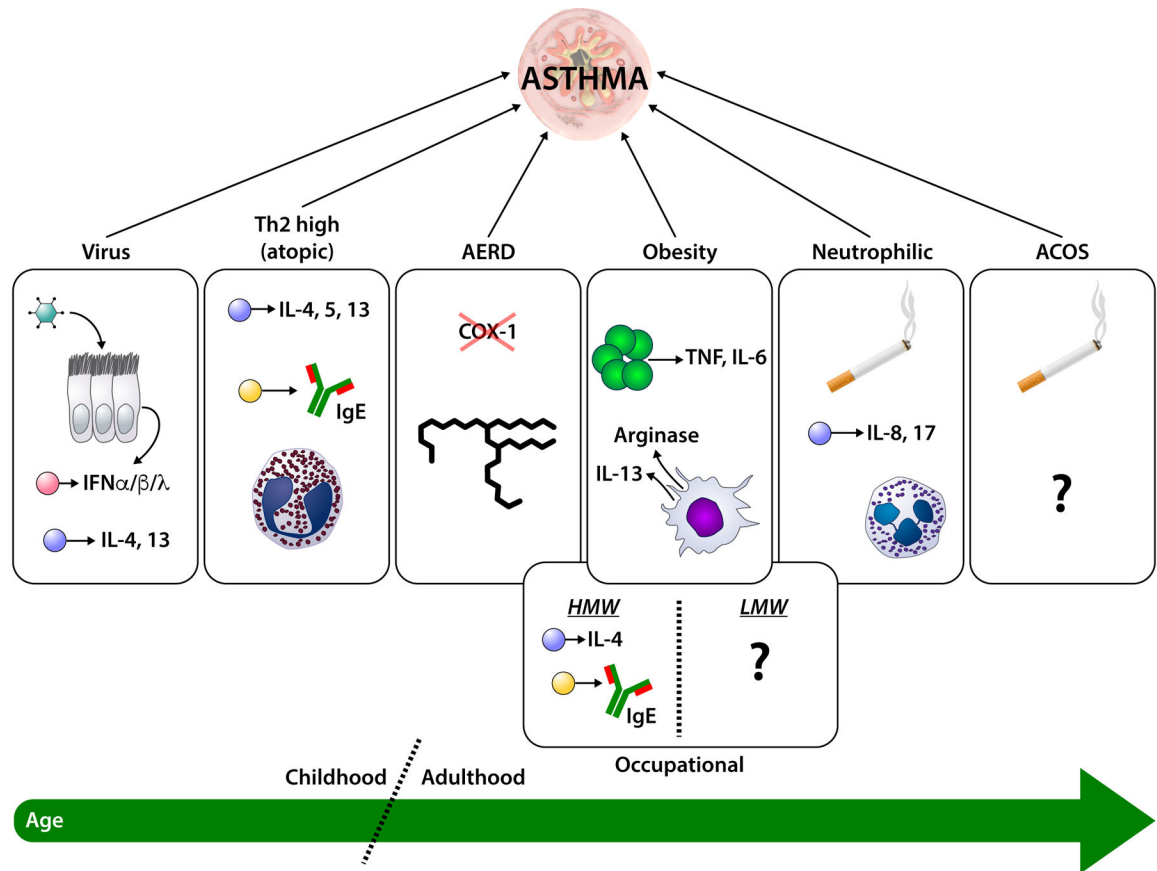 ASTHMA
Virus
Th2 high
(atopic)
AERD
Obesity
Neutrophilic
ACOS
IFNα/β/λ
IL-4, 13
IL-4, 5, 13
IgE
COX-1
TNF, IL-6
Arginase
IL-13
IL-8, 17
?
HMW
IL-4
IgE
LMW
?
Occupational
Childhood
Adulthood
Age